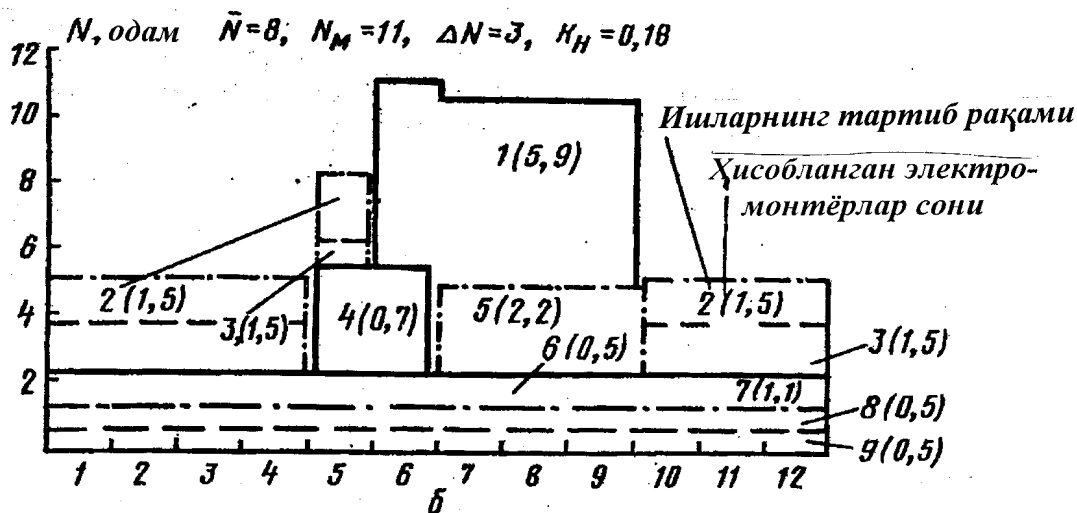 N, одам N̄=8; Nм=11, ΔN=3, Kн=0,18
12
10
Ишларнинг тартиб рақами
1(5,9)
Ҳисобланган электро-
8
монтёрлар сони
6
4
2(1,5)
3,(1,5)
4(0,7)
5(2,2)
2(1,5)
6(0,5)
3(1,5)
2
7(1,1)
8(0,5)
9(0,5)
1 2 3 4 5 6 7 8 9 10 11 12
б